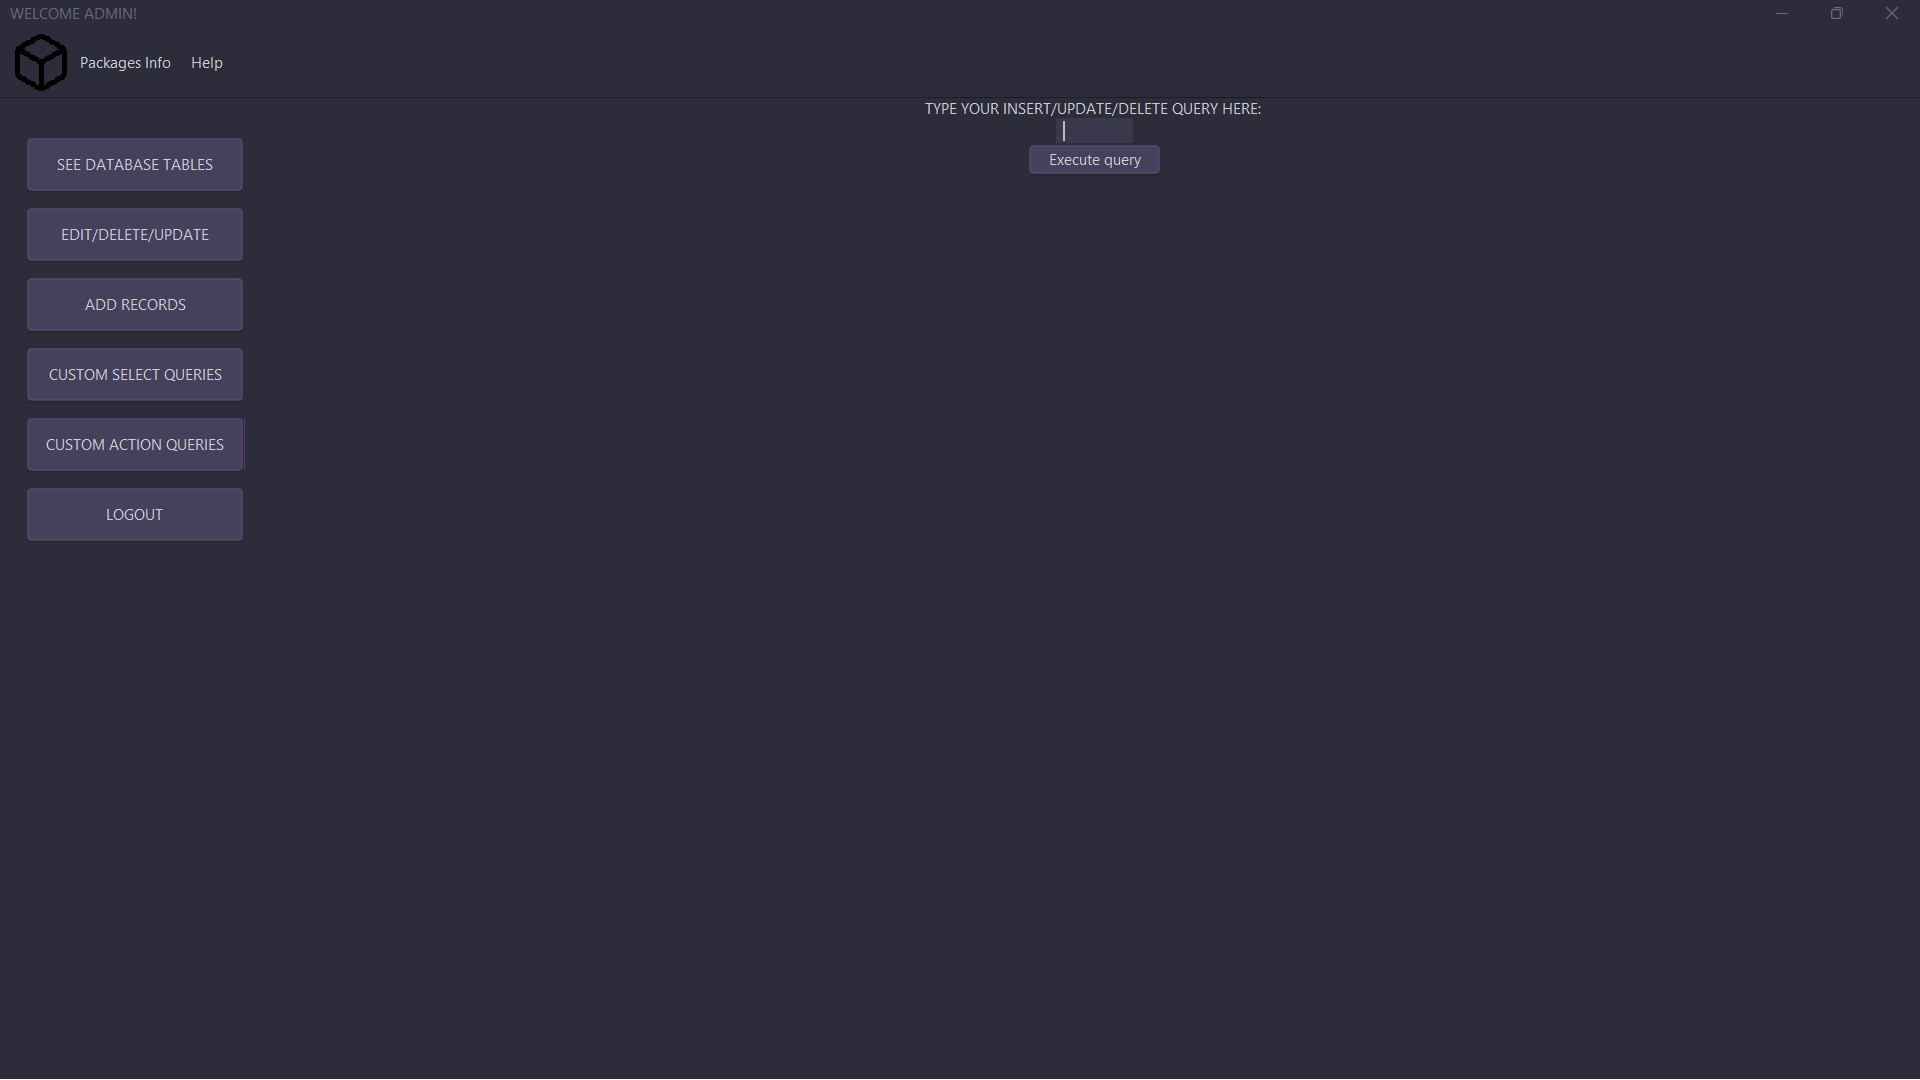 WELCOME ADMIN!
Packages Info Help
TYPE YOUR INSERT/UPDATE/DELETE QUERY HERE:
Execute query
SEE DATABASE TABLES
EDIT/DELETE/UPDATE
ADD RECORDS
CUSTOM SELECT QUERIES
CUSTOM ACTION QUERIES
LOGOUT